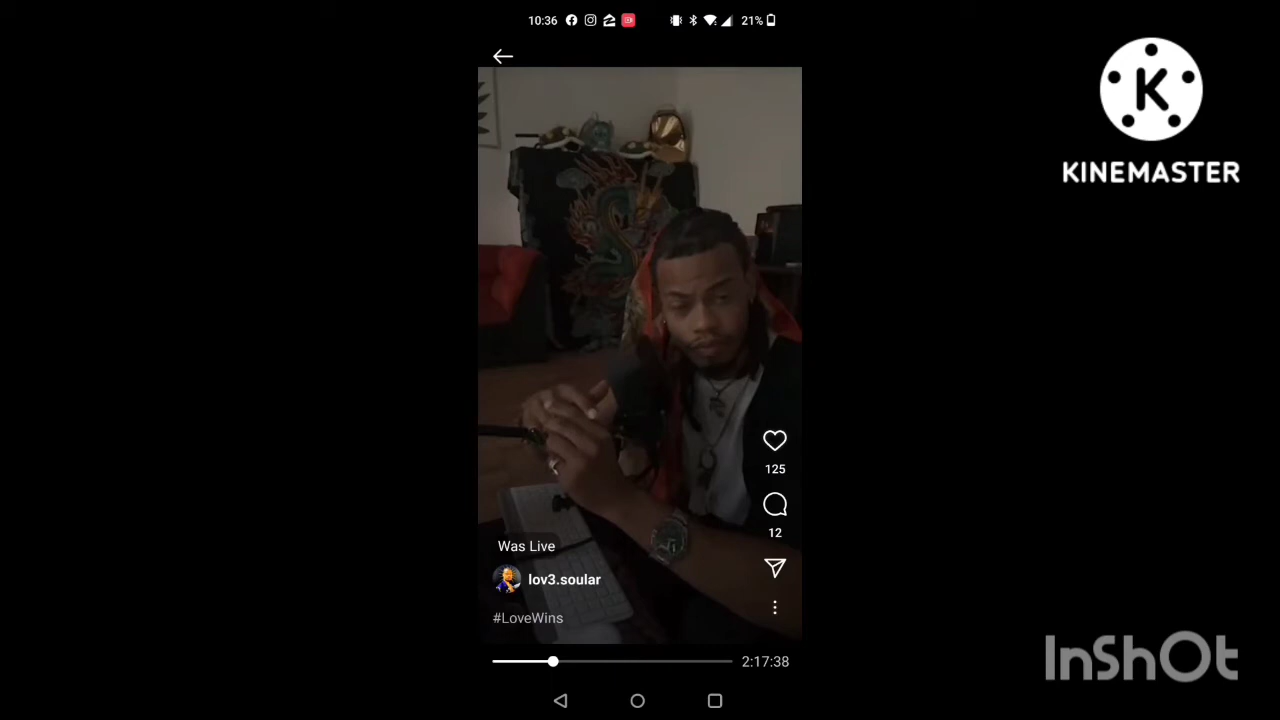 10:36
21%
K
KINEMASTER
125
12
Was Live
lov3.soular
#LoveWins
2:17:38
InShOt